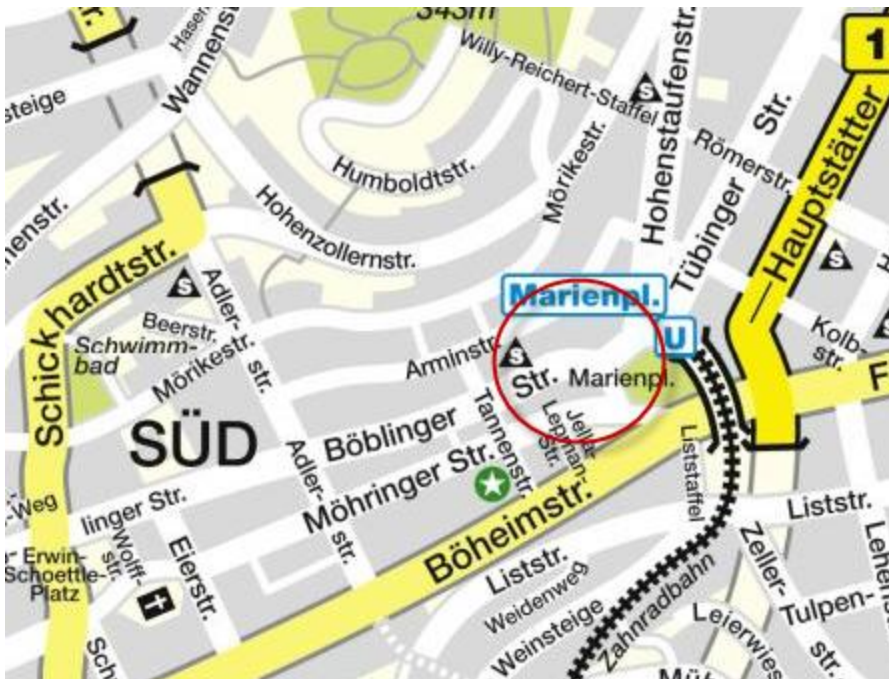 343m
Haser
Wannenstr.
steige
Willy-Reichert-Staffel
S
Hohenstaufenstr.
Tübinger Str.
1
Hauptstätter
Römerstr.
Mörikestr.
Humboldtstr.
Hohenzollernstr.
nenstr.
Schickhardtstr.
S
Adler-
str.
Beerstr.
Schwimm-
bad
Mörikestr.
Marienpl.
U
S
Kolb-
str.
Arminstr.
S
Str.
Marienpl.
F
SÜD
Böblinger
Tannenstr.
Jella-
Lepman-
Str.
Liststaffel
Adler-
str.
Möhringer Str.
Böheimstr.
-Weg
linger Str.
Wolff-
str.
Eierstr.
Erwin-
Schoettle-
Platz
Liststr.
Liststr.
Weidenweg
Weinsteige
Zahnradbahn
Zeller-
str.
Tulpen-
Leierwies
Lehen
Sch
Mü